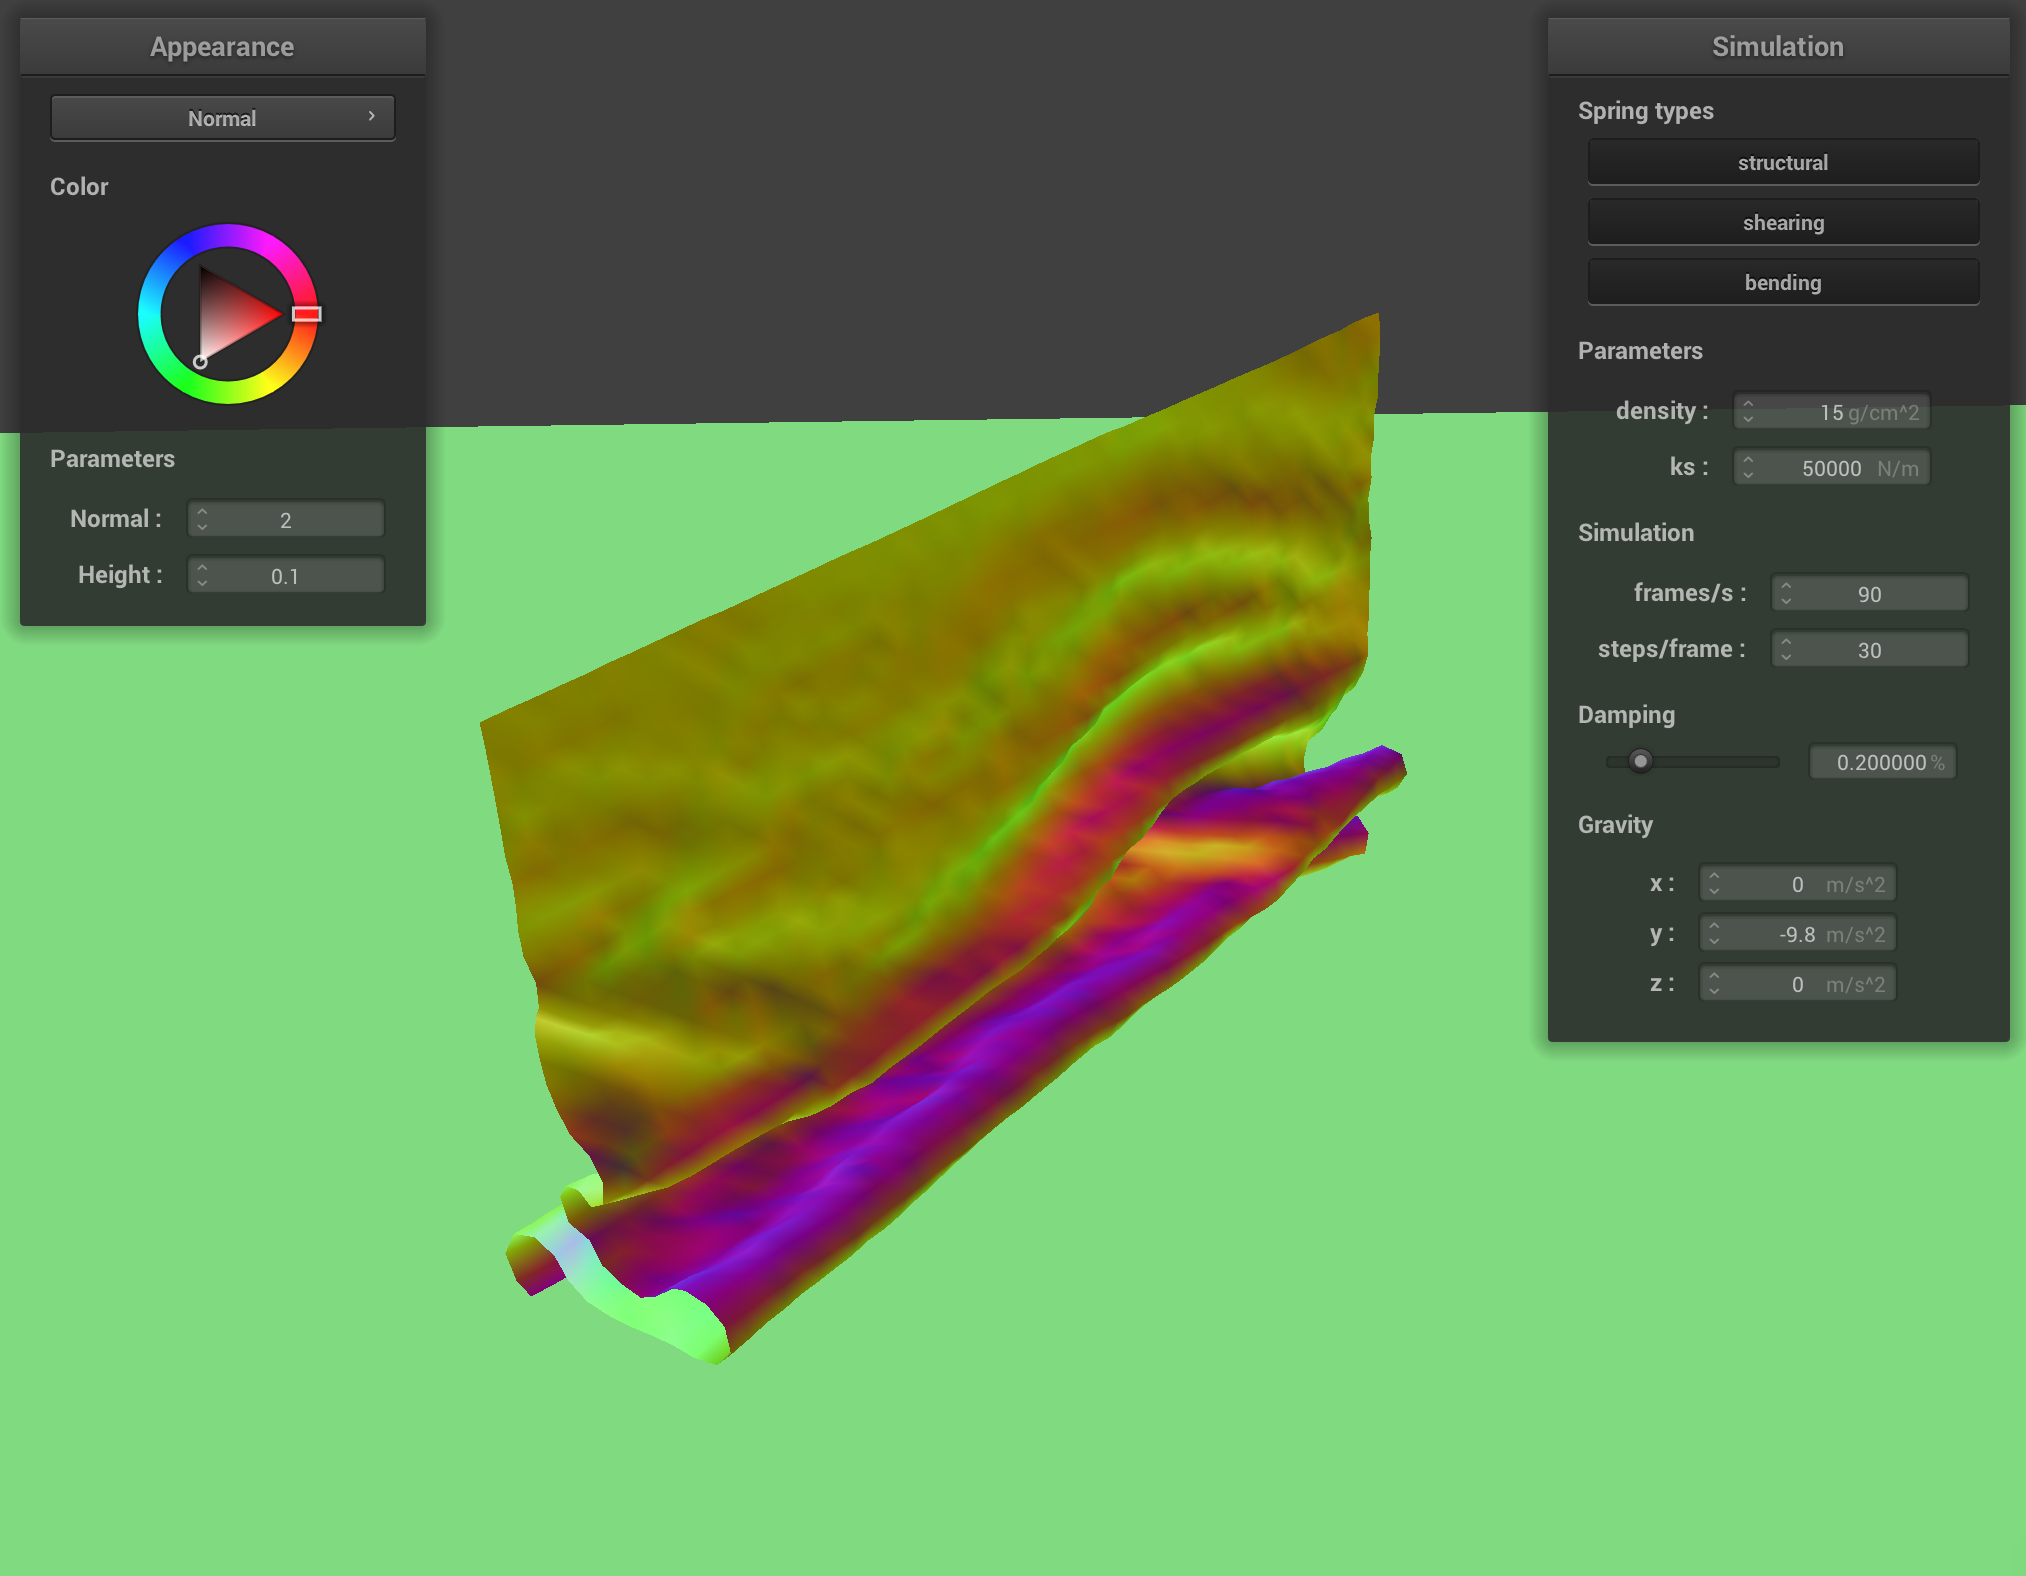 Appearance
Normal
Color
Parameters
Normal : 2
Height : 0.1
Simulation
Spring types
structural
shearing
bending
Parameters
density : 15 g/cm^2
ks : 50000 N/m
Simulation
frames/s : 90
steps/frame : 30
Damping
0.200000 %
Gravity
x : 0 m/s^2
y : -9.8 m/s^2
z : 0 m/s^2